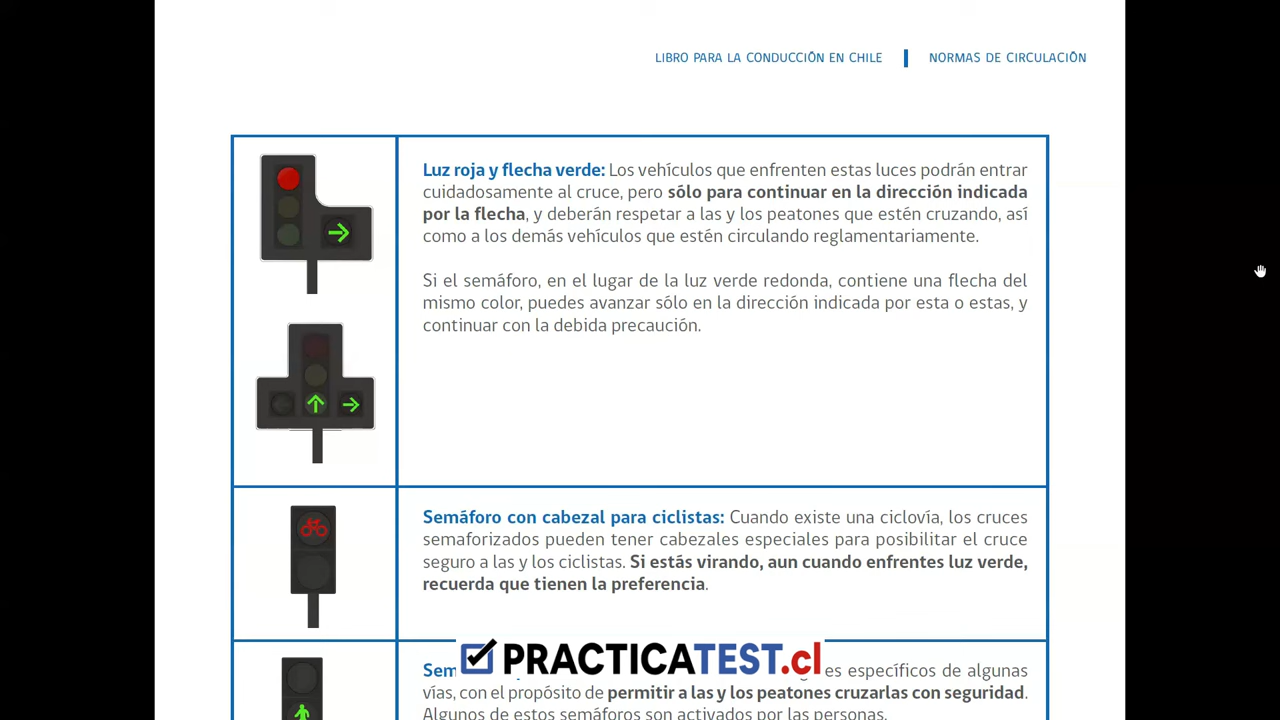 LIBRO PARA LA CONDUCCIÓN EN CHILE | NORMAS DE CIRCULACIÓN
Luz roja y flecha verde: Los vehículos que enfrenten estas luces podrán entrar
cuidadosamente al cruce, pero sólo para continuar en la dirección indicada
por la flecha, y deberán respetar a las y los peatones que estén cruzando, así
como a los demás vehículos que estén circulando reglamentariamente.
Si el semáforo, en el lugar de la luz verde redonda, contiene una flecha del
mismo color, puedes avanzar sólo en la dirección indicada por esta o estas, y
continuar con la debida precaución.
Semáforo con cabezal para ciclistas: Cuando existe una ciclovía, los cruces
semaforizados pueden tener cabezales especiales para posibilitar el cruce
seguro a las y los ciclistas. Si estás virando, aun cuando enfrentes luz verde,
recuerda que tienen la preferencia.
PRACTICATEST.cl
es específicos de algunas
vías, con el propósito de permitir a las y los peatones cruzarlas con seguridad.
Algunos de estos semáforos son activados por las personas.